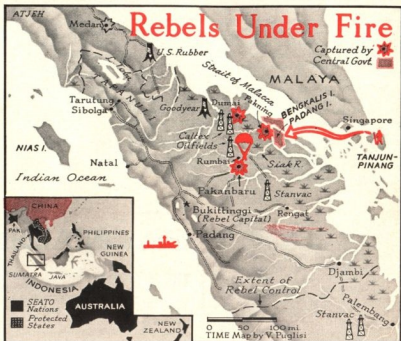 ATJEH
Rebels Under Fire
Medan
U.S. Rubber
Captured by
Central Govt.
Strait of Malacca
MALAYA
Tarutung
Sibolga
Goodyear
Dumai
Pakning
BENGKALIS I.
PADANG I.
Singapore
Caltex
Oilfields
NIAS I.
Rumbai
Siak R.
TANJUN-
PINANG
Natal
Indian Ocean
Pakanbaru
Stanvac
CHINA
Bukittinggi
(Rebel Capital)
Rengat
PAK.
THAILAND
PHILIPPINES
Padang
NEW
GUINEA
SUMATRA
JAVA
INDONESIA
Djambi
Extent of
Rebel Control
SEATO
Nations
AUSTRALIA
Protected
States
Palembang
Stanvac
NEW
ZEALAND
0 50 100 mi.
TIME Map by V. Puglisi